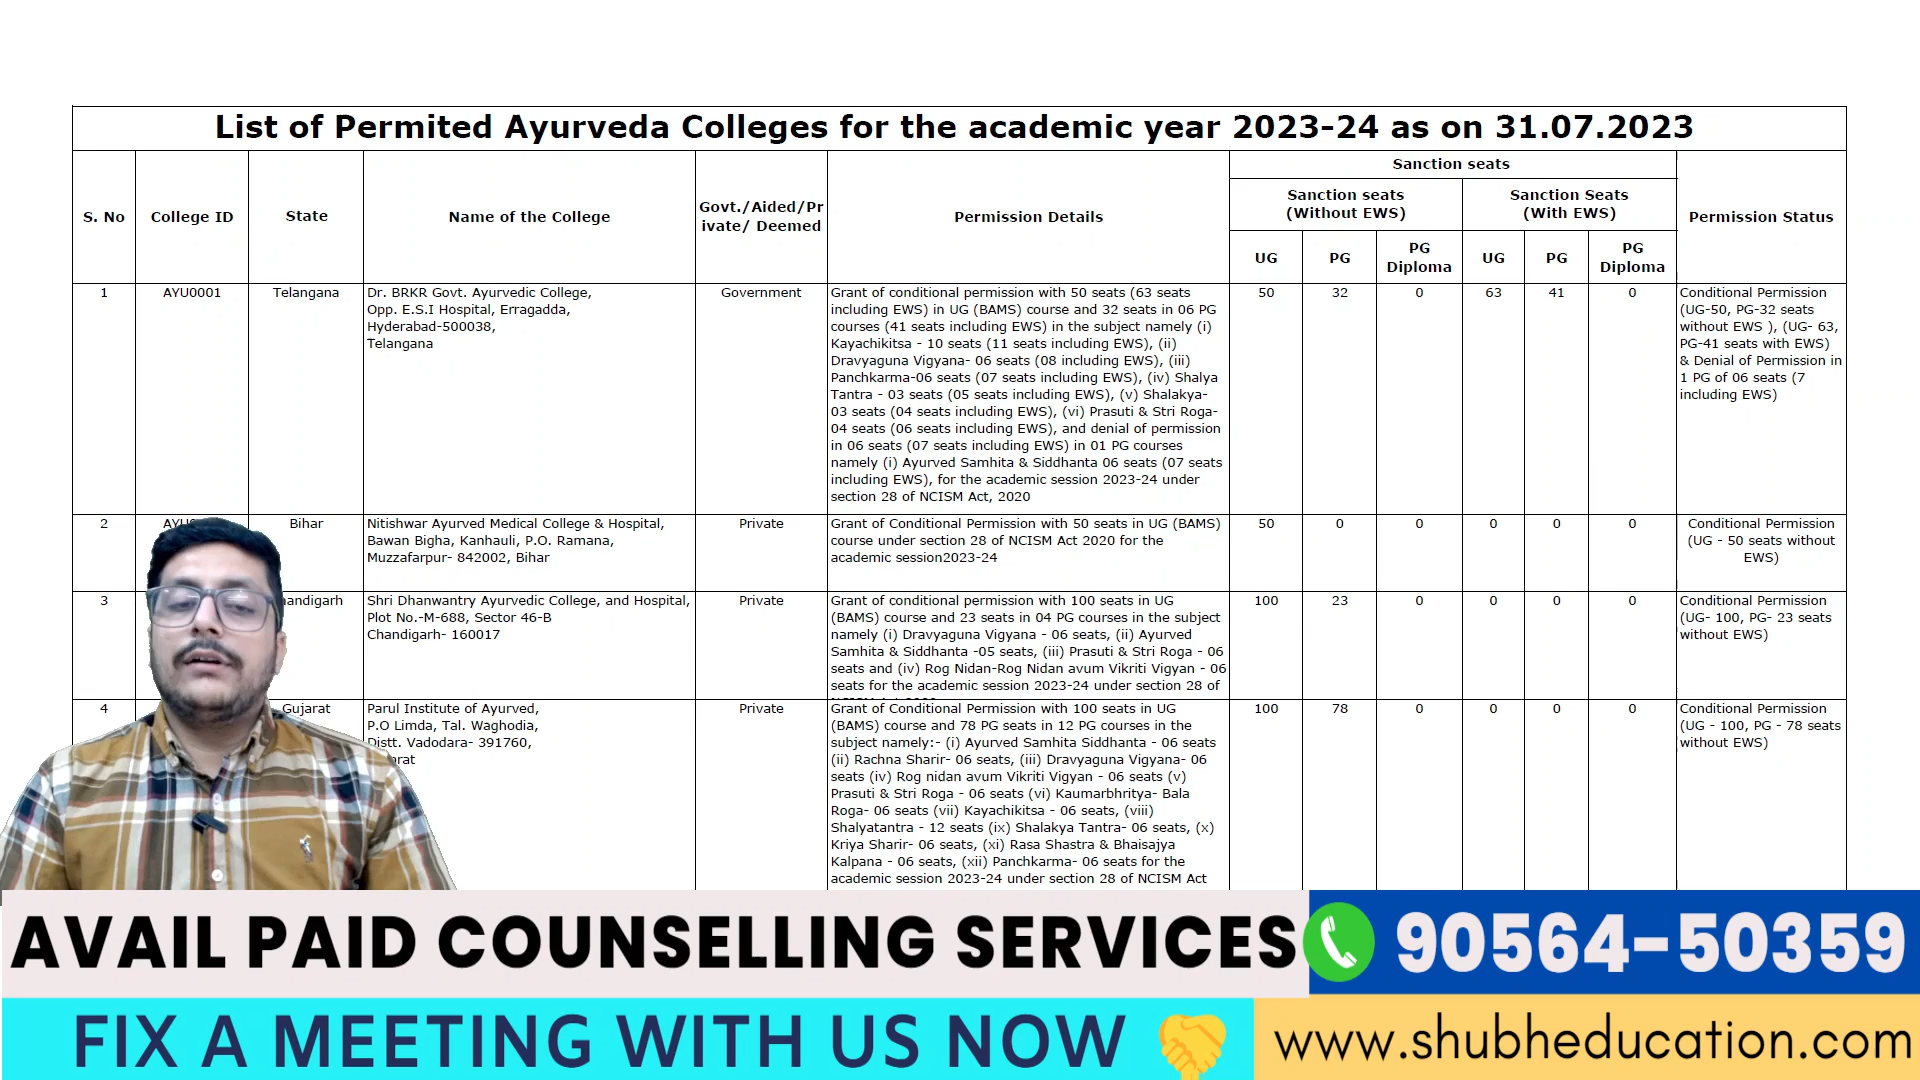 List of Permited Ayurveda Colleges for the academic year 2023-24 as on 31.07.2023
S. No
College ID
State
Name of the College
Govt./Aided/Pr
ivate/ Deemed
Permission Details
Sanction seats
Sanction seats
(Without EWS)
Sanction Seats
(With EWS)
UG
PG
PG
Diploma
UG
PG
PG
Diploma
Permission Status
1
AYU0001
Telangana
Dr. BRKR Govt. Ayurvedic College,
Opp. E.S.I Hospital, Erragadda,
Hyderabad-500038,
Telangana
Government
Grant of conditional permission with 50 seats (63 seats
including EWS) in UG (BAMS) course and 32 seats in 06 PG
courses (41 seats including EWS) in the subject namely (i)
Kayachikitsa - 10 seats (11 seats including EWS), (ii)
Dravyaguna Vigyana- 06 seats (08 including EWS), (iii)
Panchkarma-06 seats (07 seats including EWS), (iv) Shalya
Tantra - 03 seats (05 seats including EWS), (v) Shalakya-
03 seats (04 seats including EWS), (vi) Prasuti & Stri Roga-
04 seats (06 seats including EWS), and denial of permission
in 06 seats (07 seats including EWS) in 01 PG courses
namely (i) Ayurved Samhita & Siddhanta 06 seats (07 seats
including EWS), for the academic session 2023-24 under
section 28 of NCISM Act, 2020
50
32
0
63
41
0
Conditional Permission
(UG-50, PG-32 seats
without EWS ), (UG- 63,
PG-41 seats with EWS)
& Denial of Permission in
1 PG of 06 seats (7
including EWS)
2
Bihar
Nitishwar Ayurved Medical College & Hospital,
Bawan Bigha, Kanhauli, P.O. Ramana,
Muzzafarpur- 842002, Bihar
Private
Grant of Conditional Permission with 50 seats in UG (BAMS)
course under section 28 of NCISM Act 2020 for the
academic session2023-24
50
0
0
0
0
0
Conditional Permission
(UG - 50 seats without
EWS)
3
handigarh
Shri Dhanwantry Ayurvedic College, and Hospital,
Plot No.-M-688, Sector 46-B
Chandigarh- 160017
Private
Grant of conditional permission with 100 seats in UG
(BAMS) course and 23 seats in 04 PG courses in the subject
namely (i) Dravyaguna Vigyana - 06 seats, (ii) Ayurved
Samhita & Siddhanta -05 seats, (iii) Prasuti & Stri Roga - 06
seats and (iv) Rog Nidan-Rog Nidan avum Vikriti Vigyan - 06
seats for the academic session 2023-24 under section 28 of
100
23
0
0
0
0
Conditional Permission
(UG- 100, PG- 23 seats
without EWS)
4
Gujarat
Parul Institute of Ayurved,
P.O Limda, Tal. Waghodia,
Distt. Vadodara- 391760,
Private
Grant of Conditional Permission with 100 seats in UG
(BAMS) course and 78 PG seats in 12 PG courses in the
subject namely:- (i) Ayurved Samhita Siddhanta - 06 seats
(ii) Rachna Sharir- 06 seats, (iii) Dravyaguna Vigyana- 06
seats (iv) Rog nidan avum Vikriti Vigyan - 06 seats (v)
Prasuti & Stri Roga - 06 seats (vi) Kaumarbhritya- Bala
Roga- 06 seats (vii) Kayachikitsa - 06 seats, (viii)
Shalyatantra - 12 seats (ix) Shalakya Tantra- 06 seats, (x)
Kriya Sharir- 06 seats, (xi) Rasa Shastra & Bhaisajya
Kalpana - 06 seats, (xii) Panchkarma- 06 seats for the
academic session 2023-24 under section 28 of NCISM Act
100
78
0
0
0
0
Conditional Permission
(UG - 100, PG - 78 seats
without EWS)
AVAIL PAID COUNSELLING SERVICES
90564-50359
FIX A MEETING WITH US NOW
www.shubheducation.com